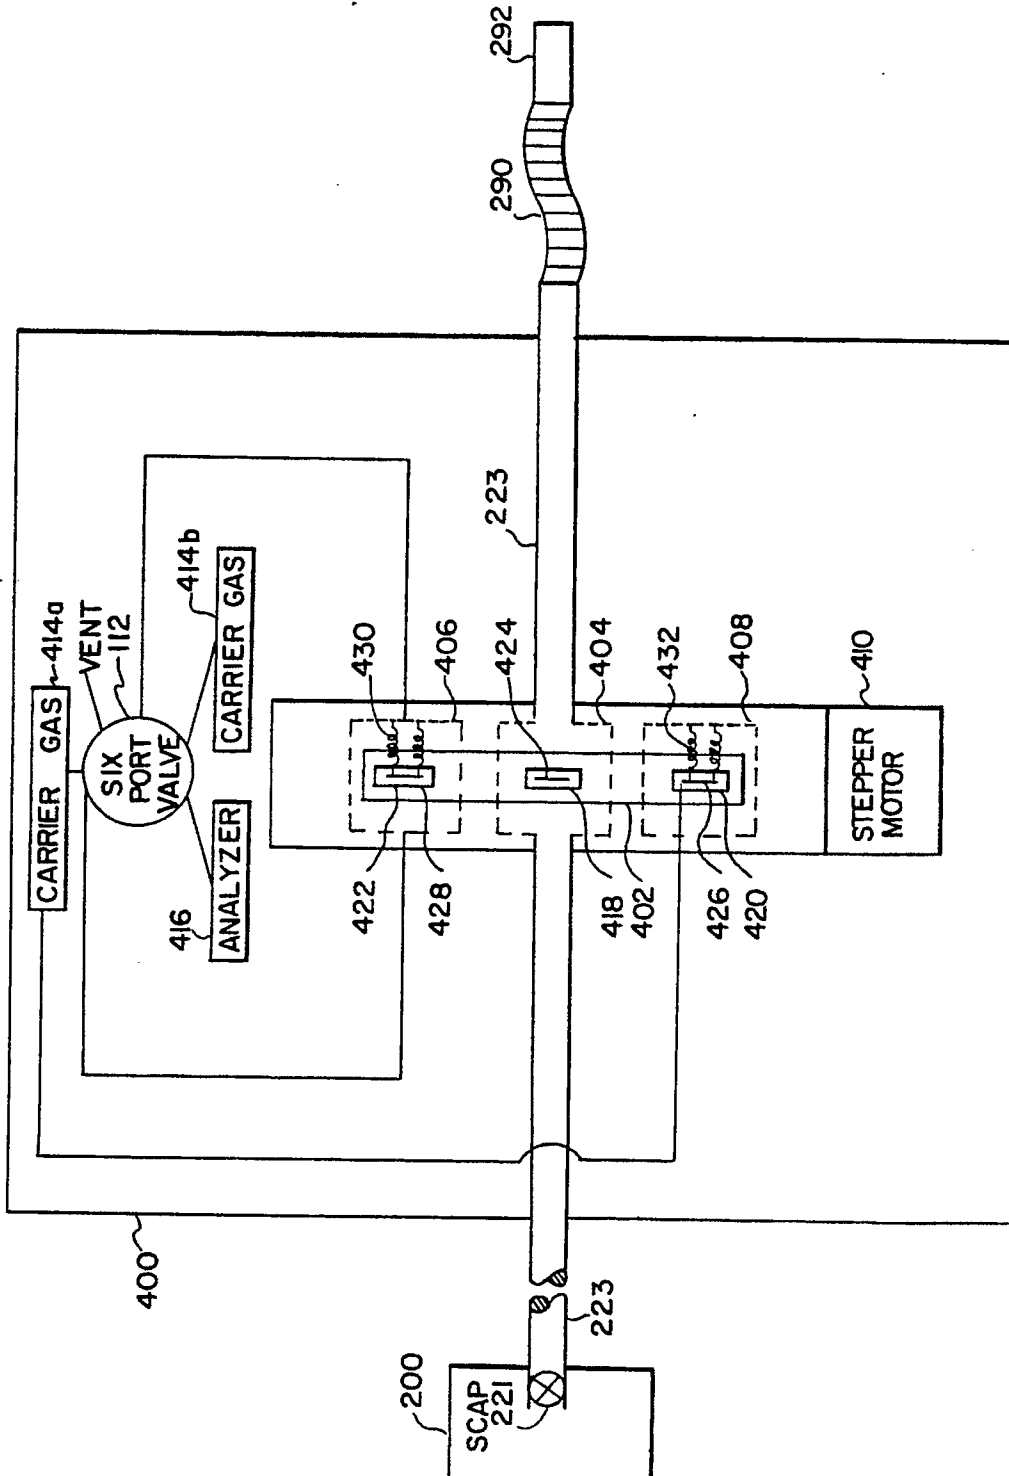 292
290
223
414a
CARRIER GAS
VENT
112
SIX
PORT
VALVE
414b
CARRIER GAS
416
ANALYZER
430
406
424
404
432
408
410
STEPPER
MOTOR
422
428
418
402
426
420
400
223
200
SCAP
221